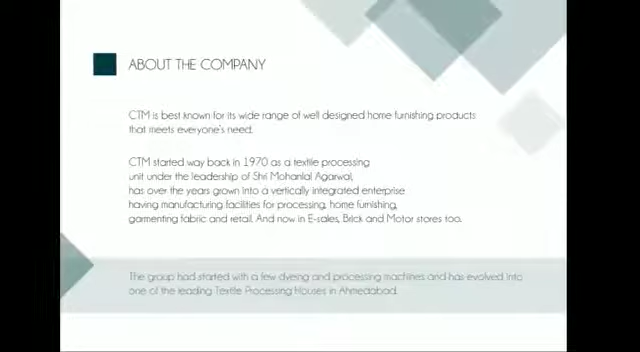 ABOUT THE COMPANY
CTM is best known for its wide range of well designed home furnishing products
that meets everyone's need.
CTM started way back in 1970 as a textile processing
unit under the leadership of Shri Mohanlal Agarwal,
has over the years grown into a vertically integrated enterprise
having manufacturing facilities for processing, home furnishing,
garmenting fabric and retail. And now in E-sales, Brick and Motor stores too.
The group had started with a few dyeing and processing machines and has evolved into
one of the leading Textile Processing Houses in Ahmedabad.